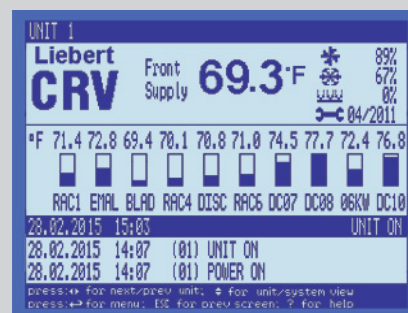 UNIT 1
Liebert
CRV
Front
Supply
69.3 °F
89%
67%
0%
04/2011
°F 71.4 72.8 69.4 70.1 70.8 71.0 74.5 77.7 72.4 76.8
RAC1 EMAL BLAD RAC4 DISC RAC6 DC07 DC08 06KW DC10
28.02.2015 15:03 UNIT ON
28.02.2015 14:07 (01) UNIT ON
28.02.2015 14:07 (01) POWER ON
press:↔ for next/prev unit; ⬍ for unit/system view
press:↵ for menu; ESC for prev screen; ? for help